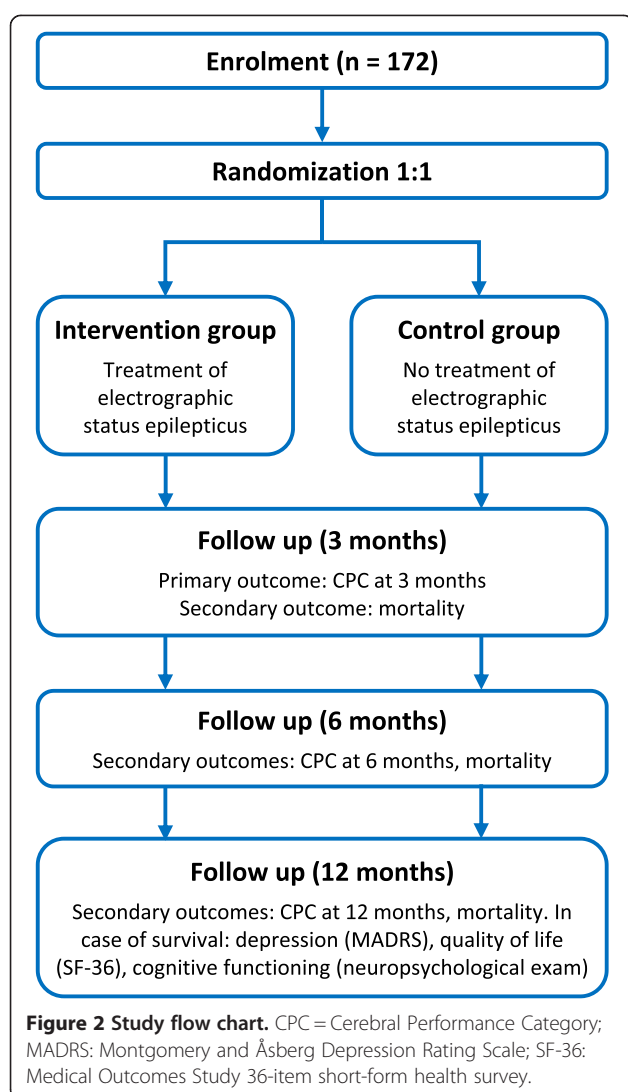 Enrolment (n = 172)
Randomization 1:1
Intervention group
Treatment of
electrographic
status epilepticus
Control group
No treatment of
electrographic
status epilepticus
Follow up (3 months)
Primary outcome: CPC at 3 months
Secondary outcome: mortality
Follow up (6 months)
Secondary outcomes: CPC at 6 months, mortality
Follow up (12 months)
Secondary outcomes: CPC at 12 months, mortality. In
case of survival: depression (MADRS), quality of life
(SF-36), cognitive functioning (neuropsychological exam)
Figure 2 Study flow chart. CPC = Cerebral Performance Category;
MADRS: Montgomery and Åsberg Depression Rating Scale; SF-36:
Medical Outcomes Study 36-item short-form health survey.